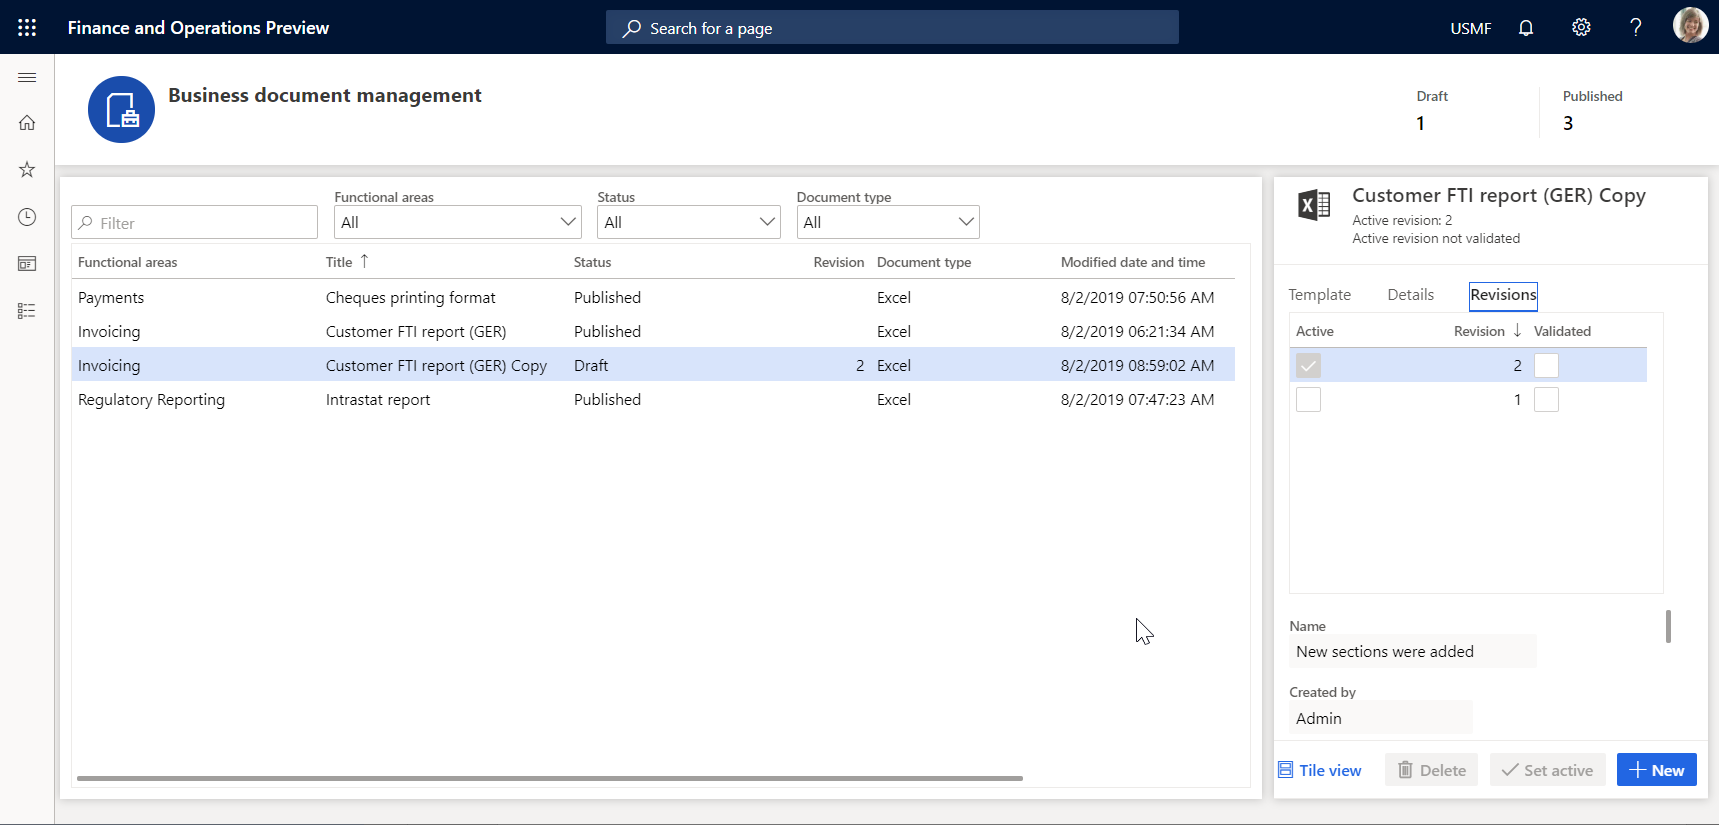 Finance and Operations Preview
Search for a page
USMF
Business document management
Draft
1
Published
3
Filter
Functional areas
All
Status
All
Document type
All
Functional areas Title Status Revision Document type Modified date and time
Payments Cheques printing format Published Excel 8/2/2019 07:50:56 AM
Invoicing Customer FTI report (GER) Published Excel 8/2/2019 06:21:34 AM
Invoicing Customer FTI report (GER) Copy Draft 2 Excel 8/2/2019 08:59:02 AM
Regulatory Reporting Intrastat report Published Excel 8/2/2019 07:47:23 AM
Customer FTI report (GER) Copy
Active revision: 2
Active revision not validated
Template Details Revisions
Active Revision Validated
2
1
Name
New sections were added
Created by
Admin
Tile view Delete Set active New